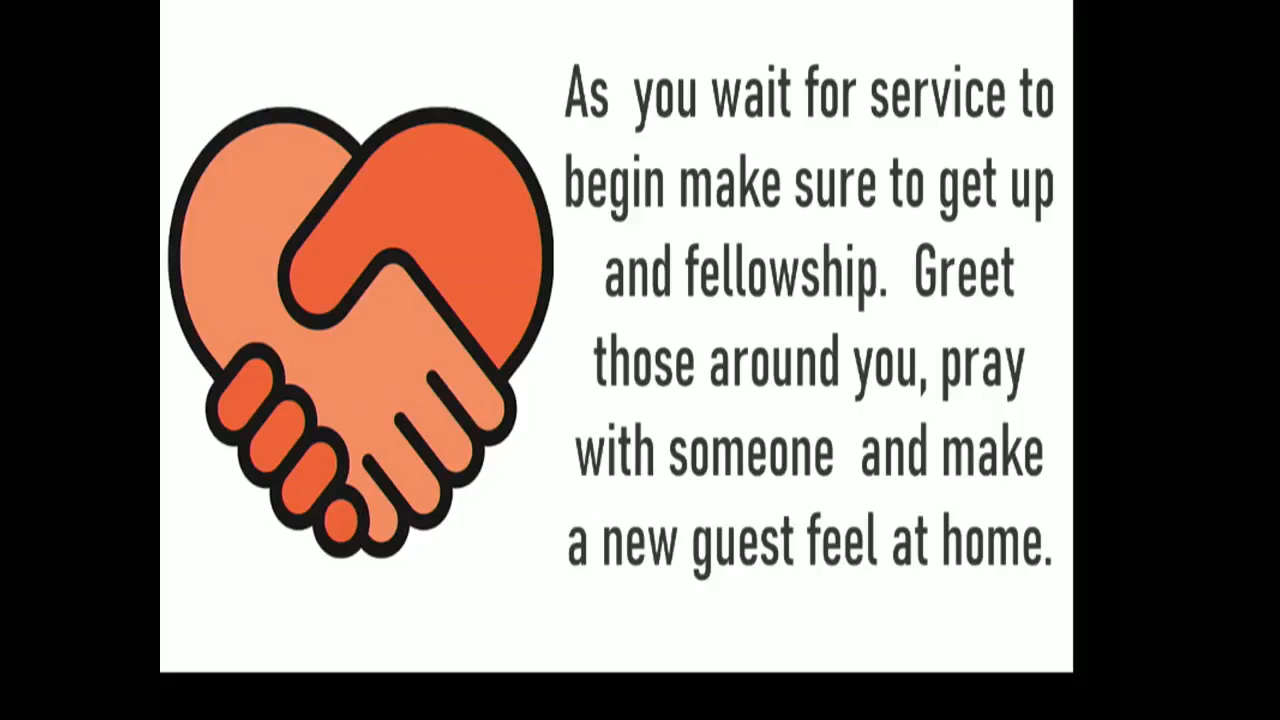 As  you wait for service to
begin make sure to get up
and fellowship.  Greet
those around you, pray
with someone  and make
a new guest feel at home.